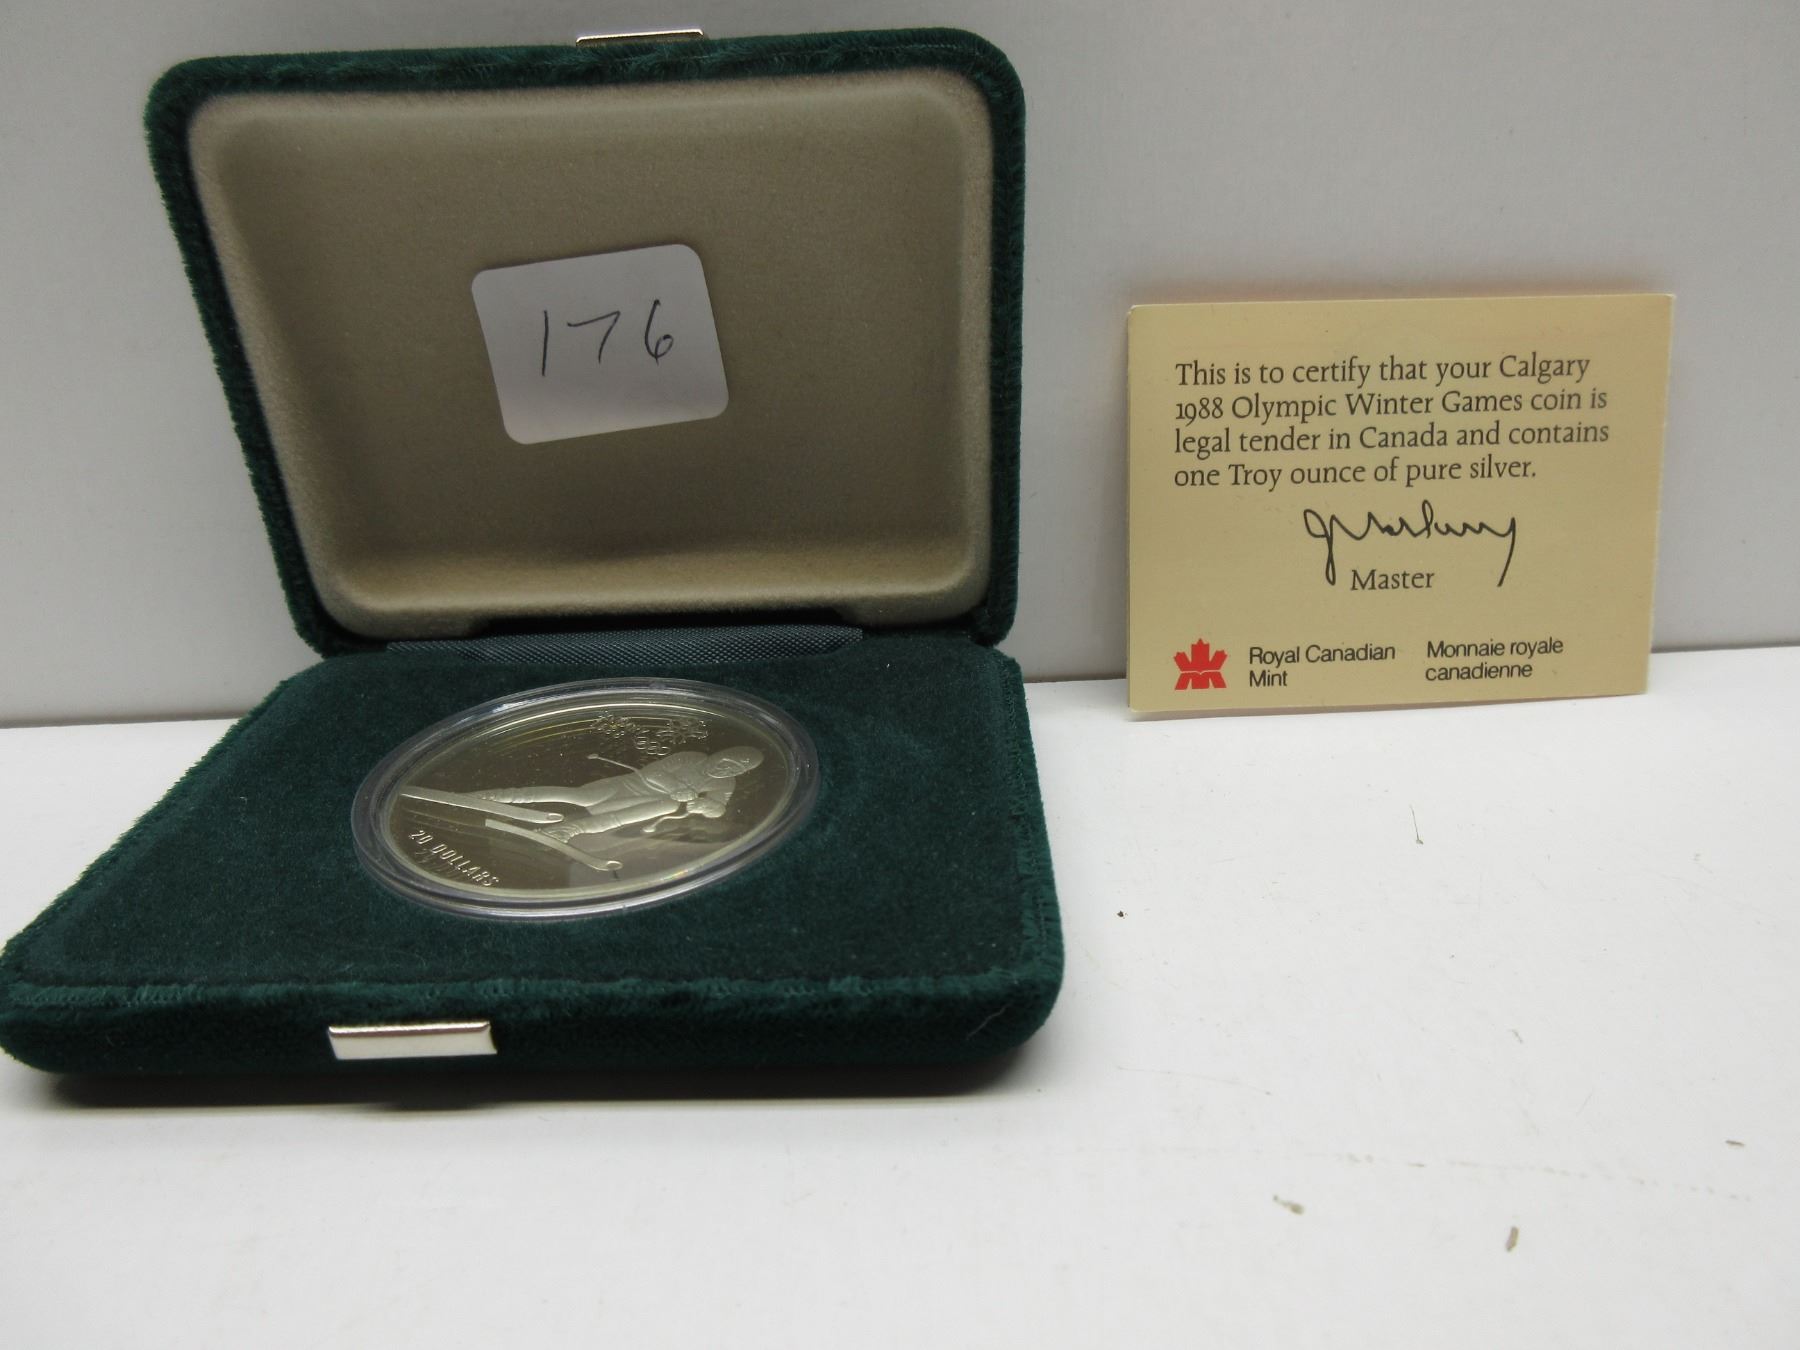 176
This is to certify that your Calgary
1988 Olympic Winter Games coin is
legal tender in Canada and contains
one Troy ounce of pure silver.
Master
Royal Canadian
Mint
Monnaie royale
canadienne
20 DOLLARS